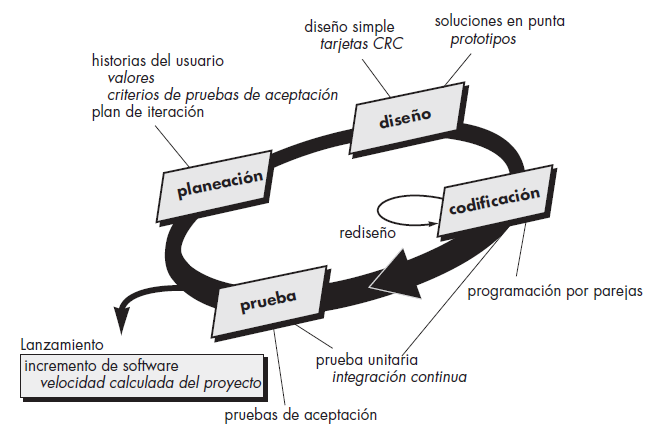 diseño simple
tarjetas CRC
soluciones en punta
prototipos
historias del usuario
valores
criterios de pruebas de aceptación
plan de iteración
diseño
planeación
codificación
rediseño
prueba
programación por parejas
Lanzamiento
incremento de software
velocidad calculada del proyecto
prueba unitaria
integración continua
pruebas de aceptación